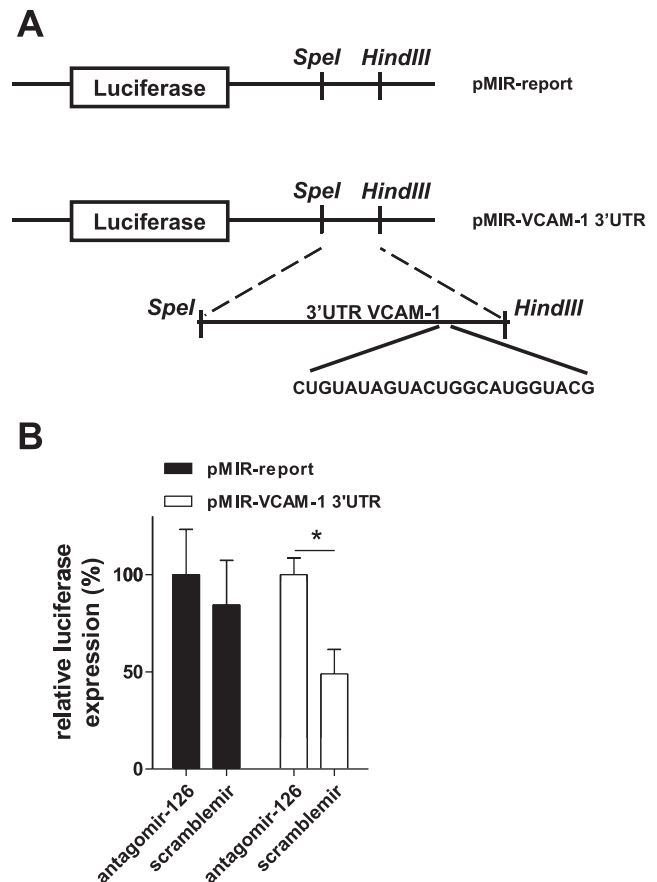 A
SpeI HindIII
Luciferase
pMIR-report
SpeI HindIII
Luciferase
pMIR-VCAM-1 3'UTR
SpeI
3'UTR VCAM-1
HindIII
CUGUAUAGUACUGGCAUGGUACG
B
pMIR-report
pMIR-VCAM-1 3'UTR
relative luciferase
expression (%)
*
100
50
0
antagomir-126
scramblemir
antagomir-126
scramblemir